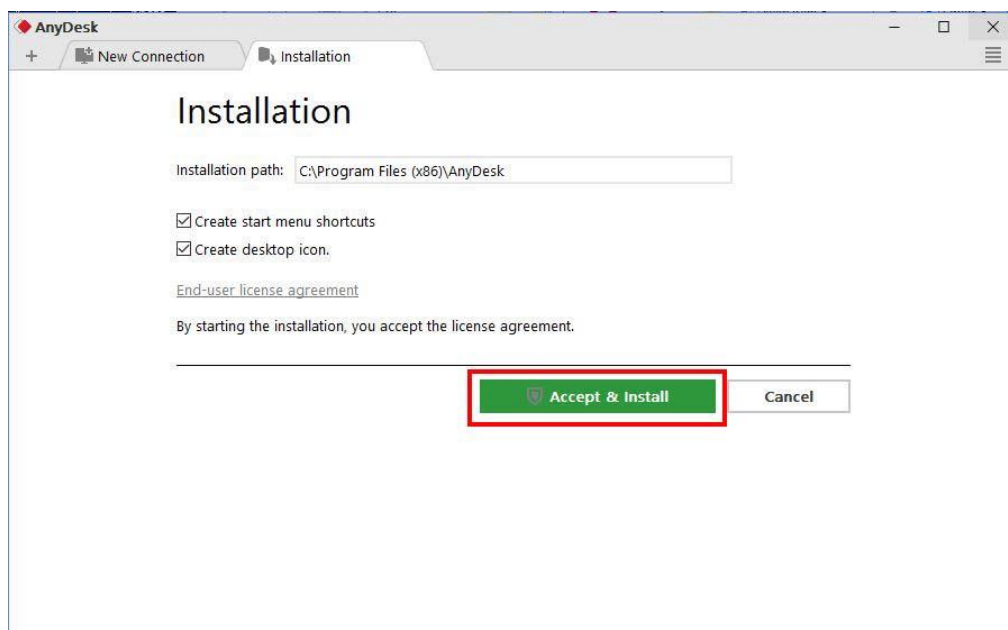 AnyDesk
New Connection
Installation
Installation
Installation path: C:\Program Files (x86)\AnyDesk
Create start menu shortcuts
Create desktop icon.
End-user license agreement
By starting the installation, you accept the license agreement.
Accept & Install Cancel